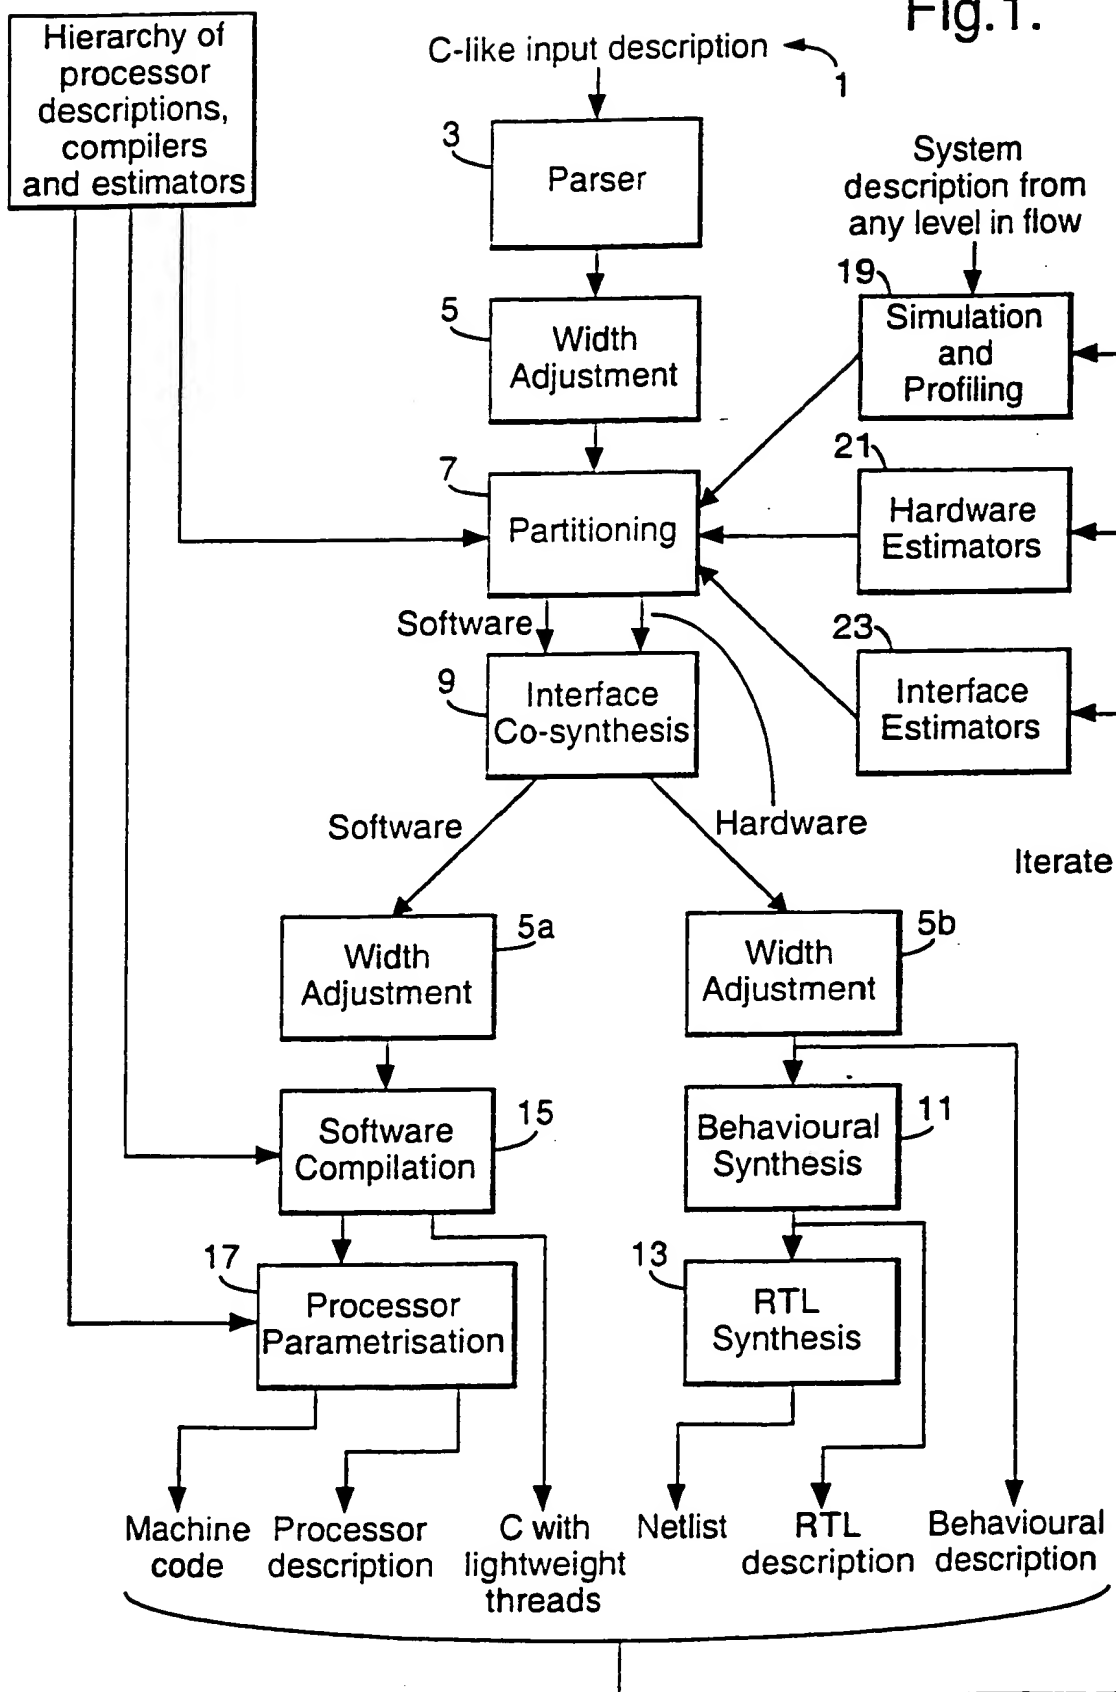 Fig.1.
Hierarchy of
processor
descriptions,
compilers
and estimators
C-like input description
1
3
Parser
System
description from
any level in flow
5
Width
Adjustment
19
Simulation
and
Profiling
7
Partitioning
21
Hardware
Estimators
Software
23
Interface
Estimators
9
Interface
Co-synthesis
Software
Hardware
Iterate
5a
Width
Adjustment
5b
Width
Adjustment
15
Software
Compilation
11
Behavioural
Synthesis
17
Processor
Parametrisation
13
RTL
Synthesis
Machine
code
Processor
description
C with
lightweight
threads
Netlist
RTL
description
Behavioural
description